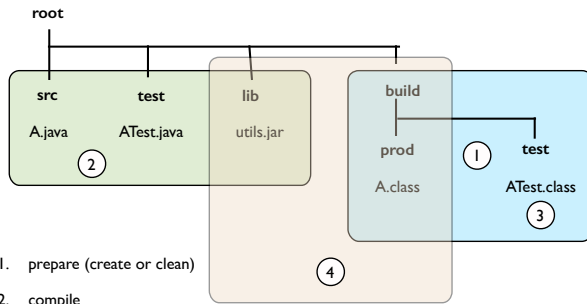 root
src test lib build
A.java ATest.java utils.jar
prod test
A.class ATest.class
1
2
3
4
1. prepare (create or clean)
2. compile